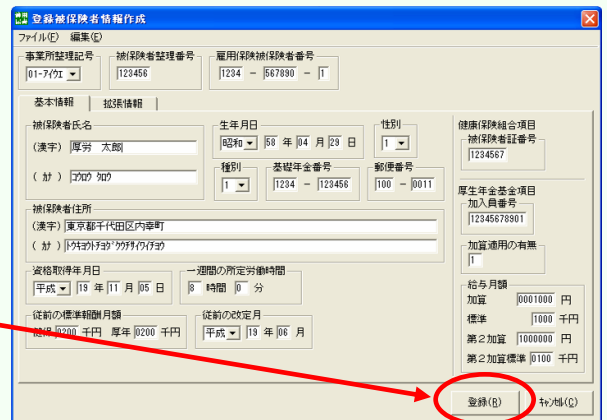 登録被保険者情報作成
ファイル(F) 編集(E)
事業所整理記号 被保険者整理番号 雇用保険被保険者番号
01-ｱｲｳｴ 123456 1234 - 567890 - 1
基本情報 拡張情報
被保険者氏名 生年月日 性別 健康保険組合項目
(漢字) 厚労 太郎 昭和 58 年 04 月 29 日 1 被保険者証番号
1234567
種別 基礎年金番号 郵便番号
(ｶﾅ) ｺｳﾛｳ ﾀﾛｳ 1 1234 - 123456 100 - 0011
厚生年金基金項目
被保険者住所 加入員番号
(漢字) 東京都千代田区内幸町 12345678901
(ｶﾅ) ﾄｳｷｮｳﾄﾁﾖﾀﾞｸｳﾁｻｲﾜｲﾁｮｳ 加算適用の有無
1
資格取得年月日 一週間の所定労働時間
平成 19 年 11 月 05 日 8 時間 0 分 給与月額
加算 0001000 円
従前の標準報酬月額 従前の改定月 標準 1000 千円
健保 0200 千円 厚年 0200 千円 平成 19 年 06 月 第2加算 1000000 円
第2加算標準 0100 千円
登録(R) ｷｬﾝｾﾙ(C)